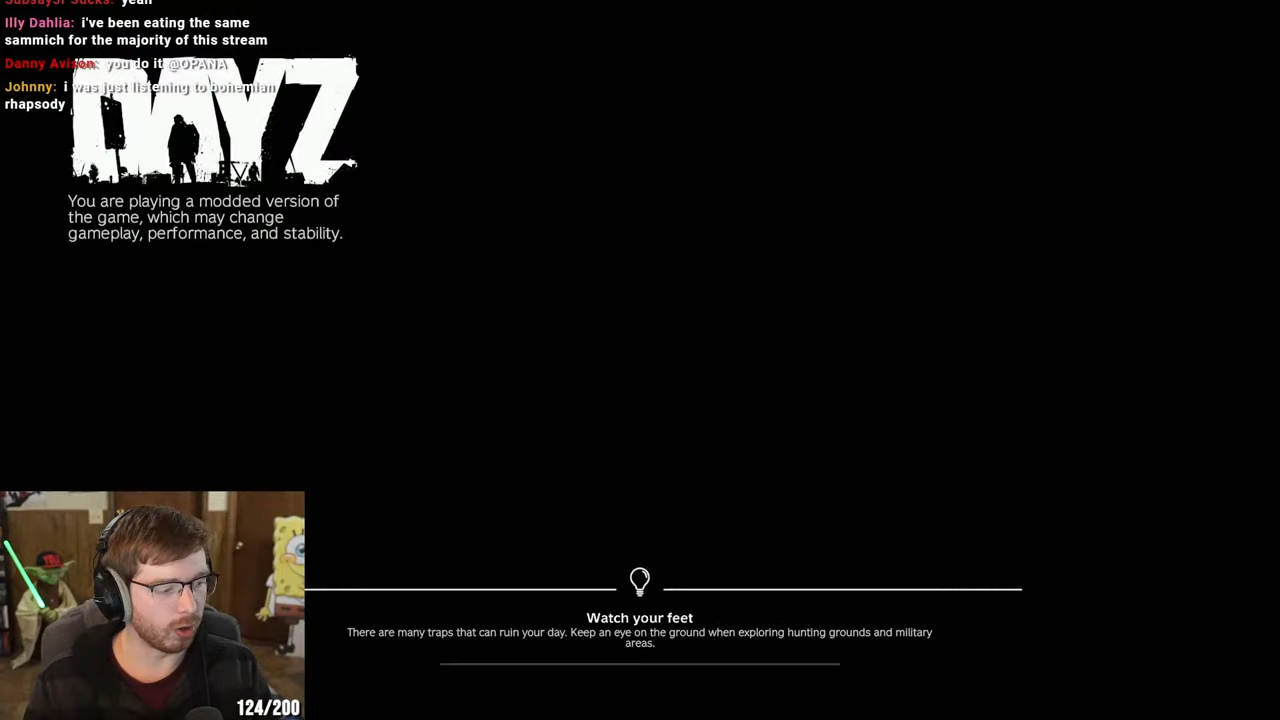 yeah
Illy Dahlia: i've been eating the same
sammich for the majority of this stream
Danny Avison: you do it @OPANA
Johnny: i was just listening to bohemian
rhapsody
DAYZ
You are playing a modded version of
the game, which may change
gameplay, performance, and stability.
Watch your feet
There are many traps that can ruin your day. Keep an eye on the ground when exploring hunting grounds and military
areas.
124/200